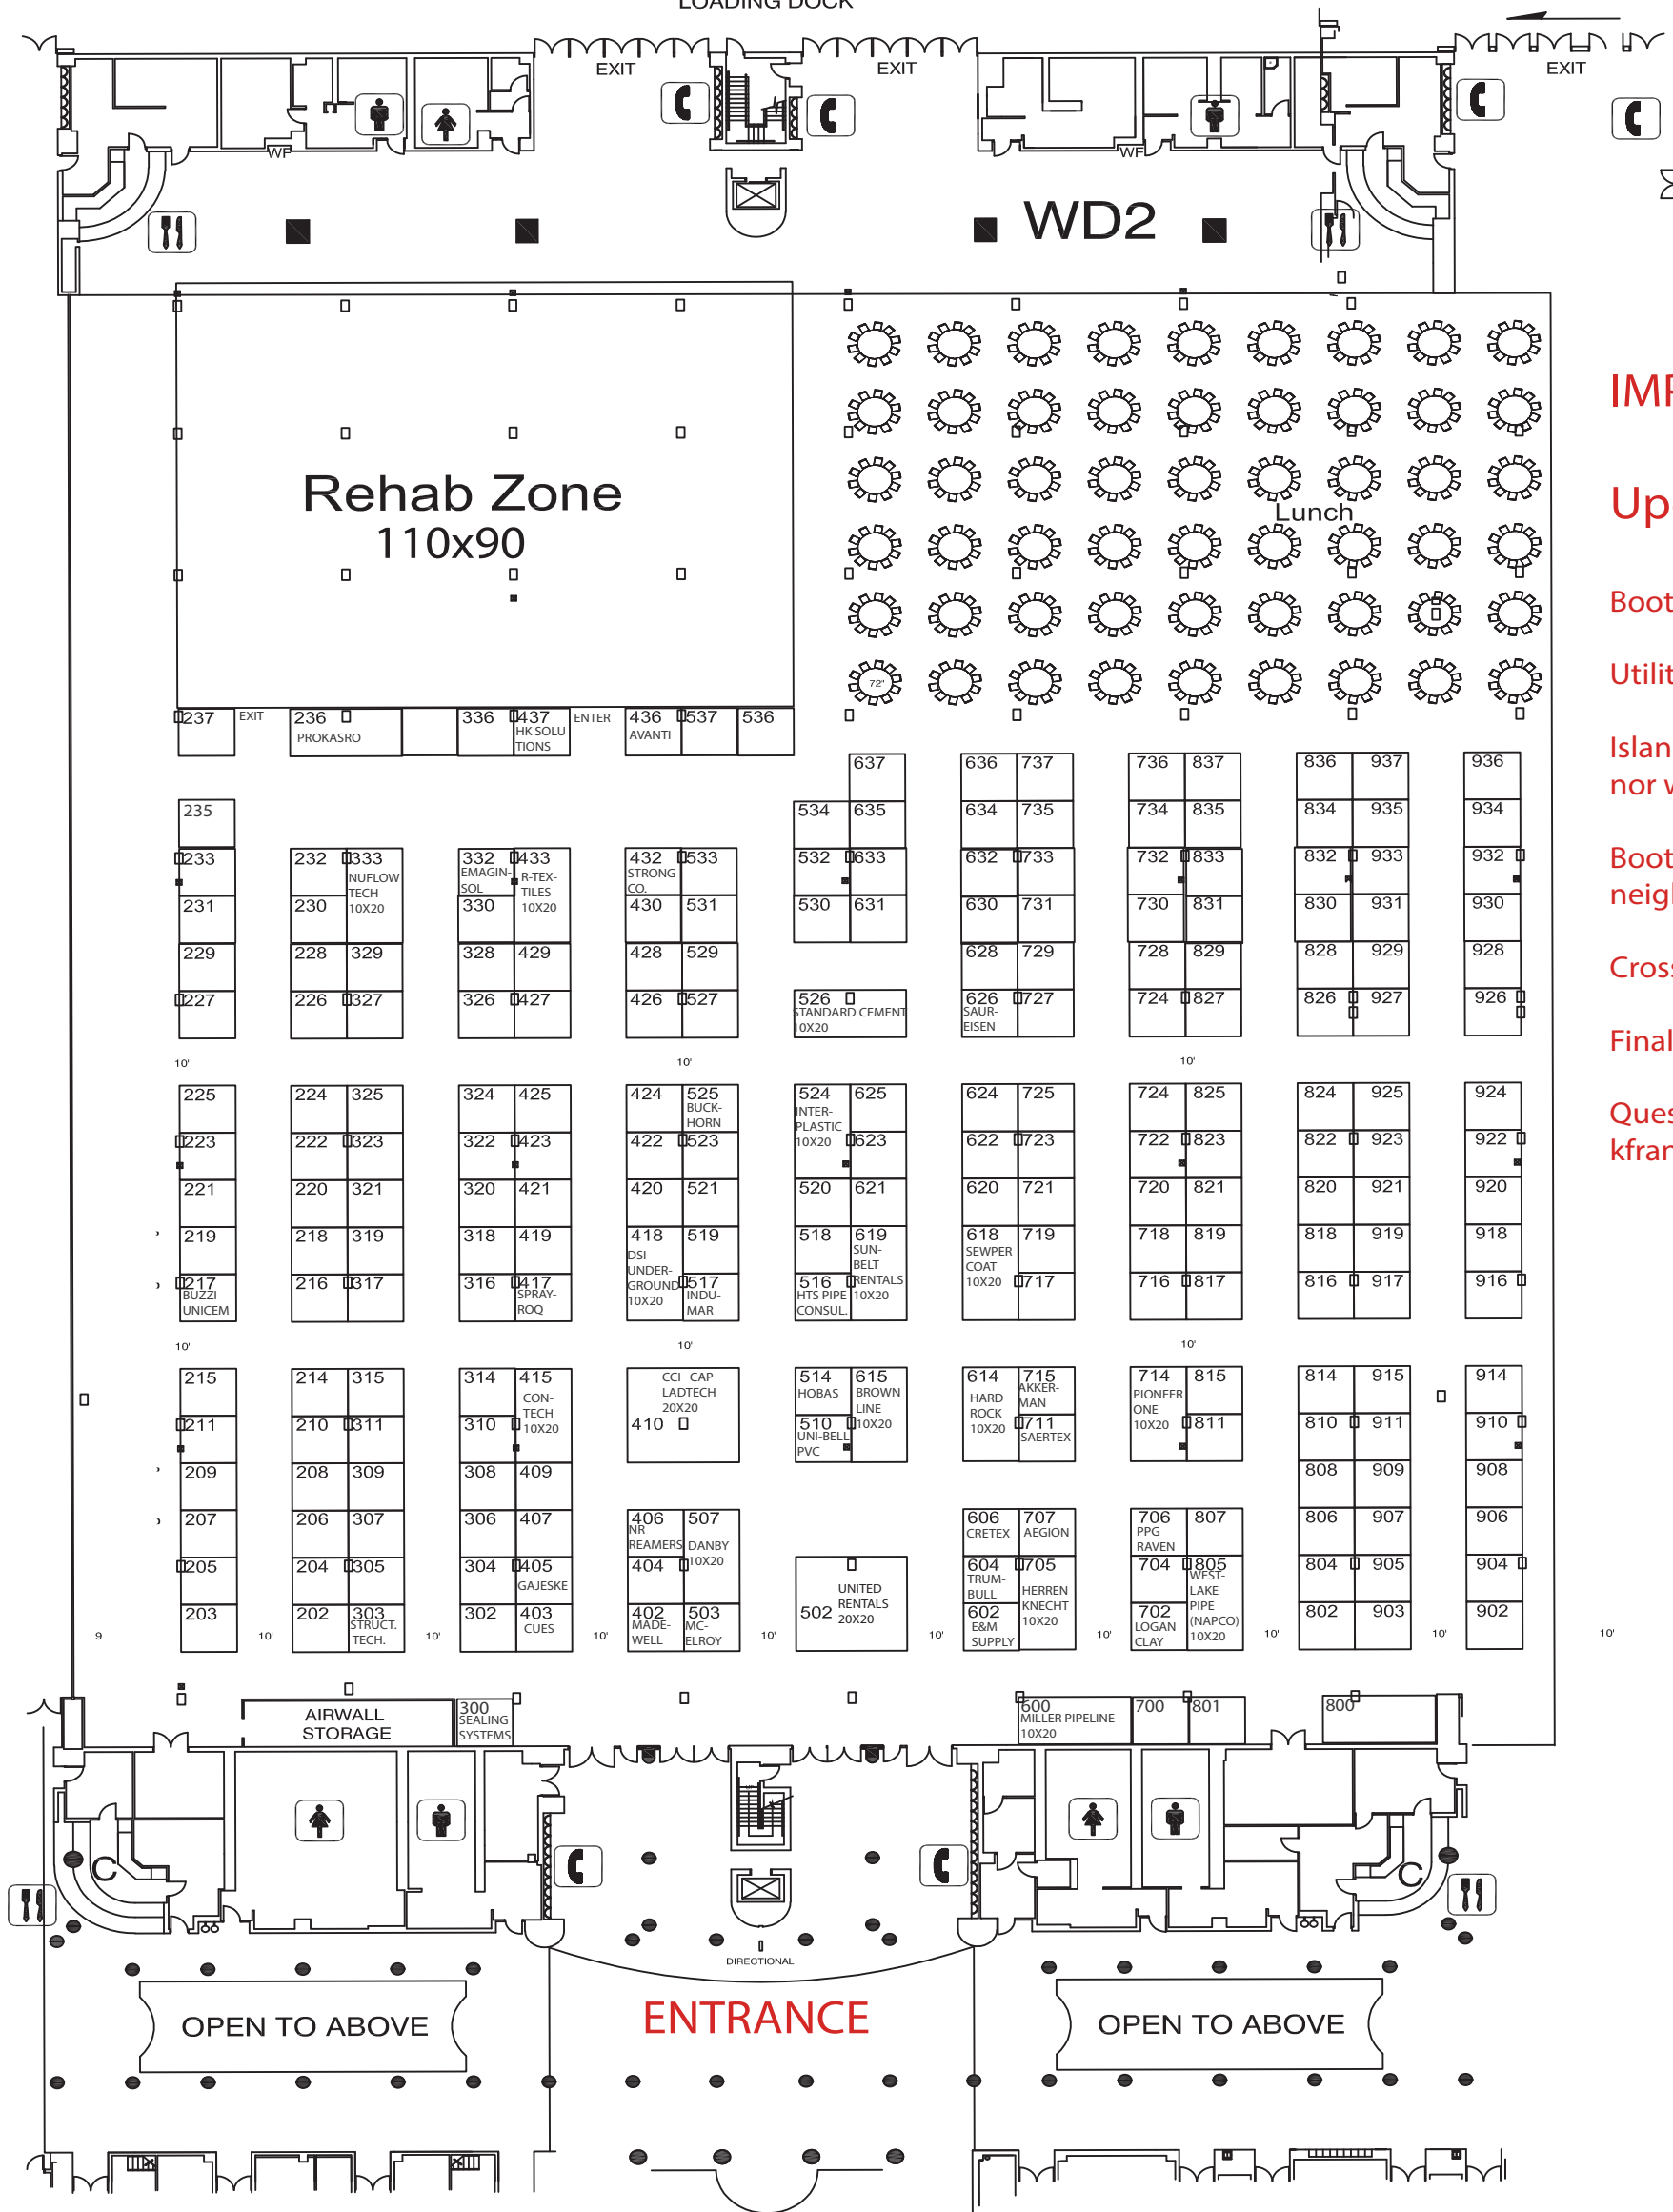 LOADING DOCK
EXIT
EXIT
EXIT
WF
WF
WD2
Rehab Zone
110x90
Lunch
72'
IMP
Up
Boot
Utilit
Islan
nor w
Boot
neigh
Cross
Final
Ques
kfran
237 EXIT 236 336 437 ENTER 436 537 536
PROKASRO
HK SOLU
TIONS
AVANTI
637 636 737 736 837 836 937 936
235 534 635 634 735 734 835 834 935 934
233 232 333 332 433 432 533 532 633 632 733 732 833 832 933 932
NUFLOW
TECH
10X20
EMAGIN-
SOL
R-TEX-
TILES
10X20
STRONG
CO.
231 230 330 430 531 530 631 630 731 730 831 830 931 930
229 228 329 328 429 428 529 628 729 728 829 828 929 928
227 226 327 326 427 426 527 526 626 727 724 827 826 927 926
STANDARD CEMENT
10X20
SAUR-
EISEN
10' 10' 10'
225 224 325 324 425 424 525 524 625 624 725 724 825 824 925 924
BUCK-
HORN
INTER-
PLASTIC
10X20
223 222 323 322 423 422 523 623 622 723 722 823 822 923 922
221 220 321 320 421 420 521 520 621 620 721 720 821 820 921 920
219 218 319 318 419 418 519 518 619 618 719 718 819 818 919 918
DSI
UNDER-
GROUND
10X20
SUN-
BELT
RENTALS
10X20
SEWPER
COAT
10X20
217 216 317 316 417 517 516 717 716 817 816 917 916
BUZZI
UNICEM
SPRAY-
ROQ
INDU-
MAR
HTS PIPE
CONSUL.
10' 10' 10'
215 214 315 314 415 514 615 614 715 714 815 814 915 914
CON-
TECH
10X20
CCI CAP
LADTECH
20X20
HOBAS
BROWN
LINE
10X20
HARD
ROCK
10X20
AKKER-
MAN
PIONEER
ONE
10X20
211 210 311 310 410 510 711 811 810 911 910
UNI-BELL
PVC
SAERTEX
209 208 309 308 409 808 909 908
207 206 307 306 407 406 507 606 707 706 807 806 907 906
NR
REAMERS
DANBY
10X20
CRETEX
AEGION
PPG
RAVEN
205 204 305 304 405 404 604 705 704 805 804 905 904
GAJESKE
UNITED
RENTALS
20X20
TRUM-
BULL
HERREN
KNECHT
10X20
WEST-
LAKE
PIPE
(NAPCO)
10X20
203 202 303 302 403 402 503 502 602 702 802 903 902
STRUCT.
TECH.
CUES
MADE-
WELL
MC-
ELROY
E&M
SUPPLY
LOGAN
CLAY
9 10' 10' 10' 10' 10' 10' 10' 10' 10'
AIRWALL
STORAGE
300
SEALING
SYSTEMS
600
MILLER PIPELINE
10X20
700 801 800
C
C
DIRECTIONAL
ENTRANCE
OPEN TO ABOVE
OPEN TO ABOVE